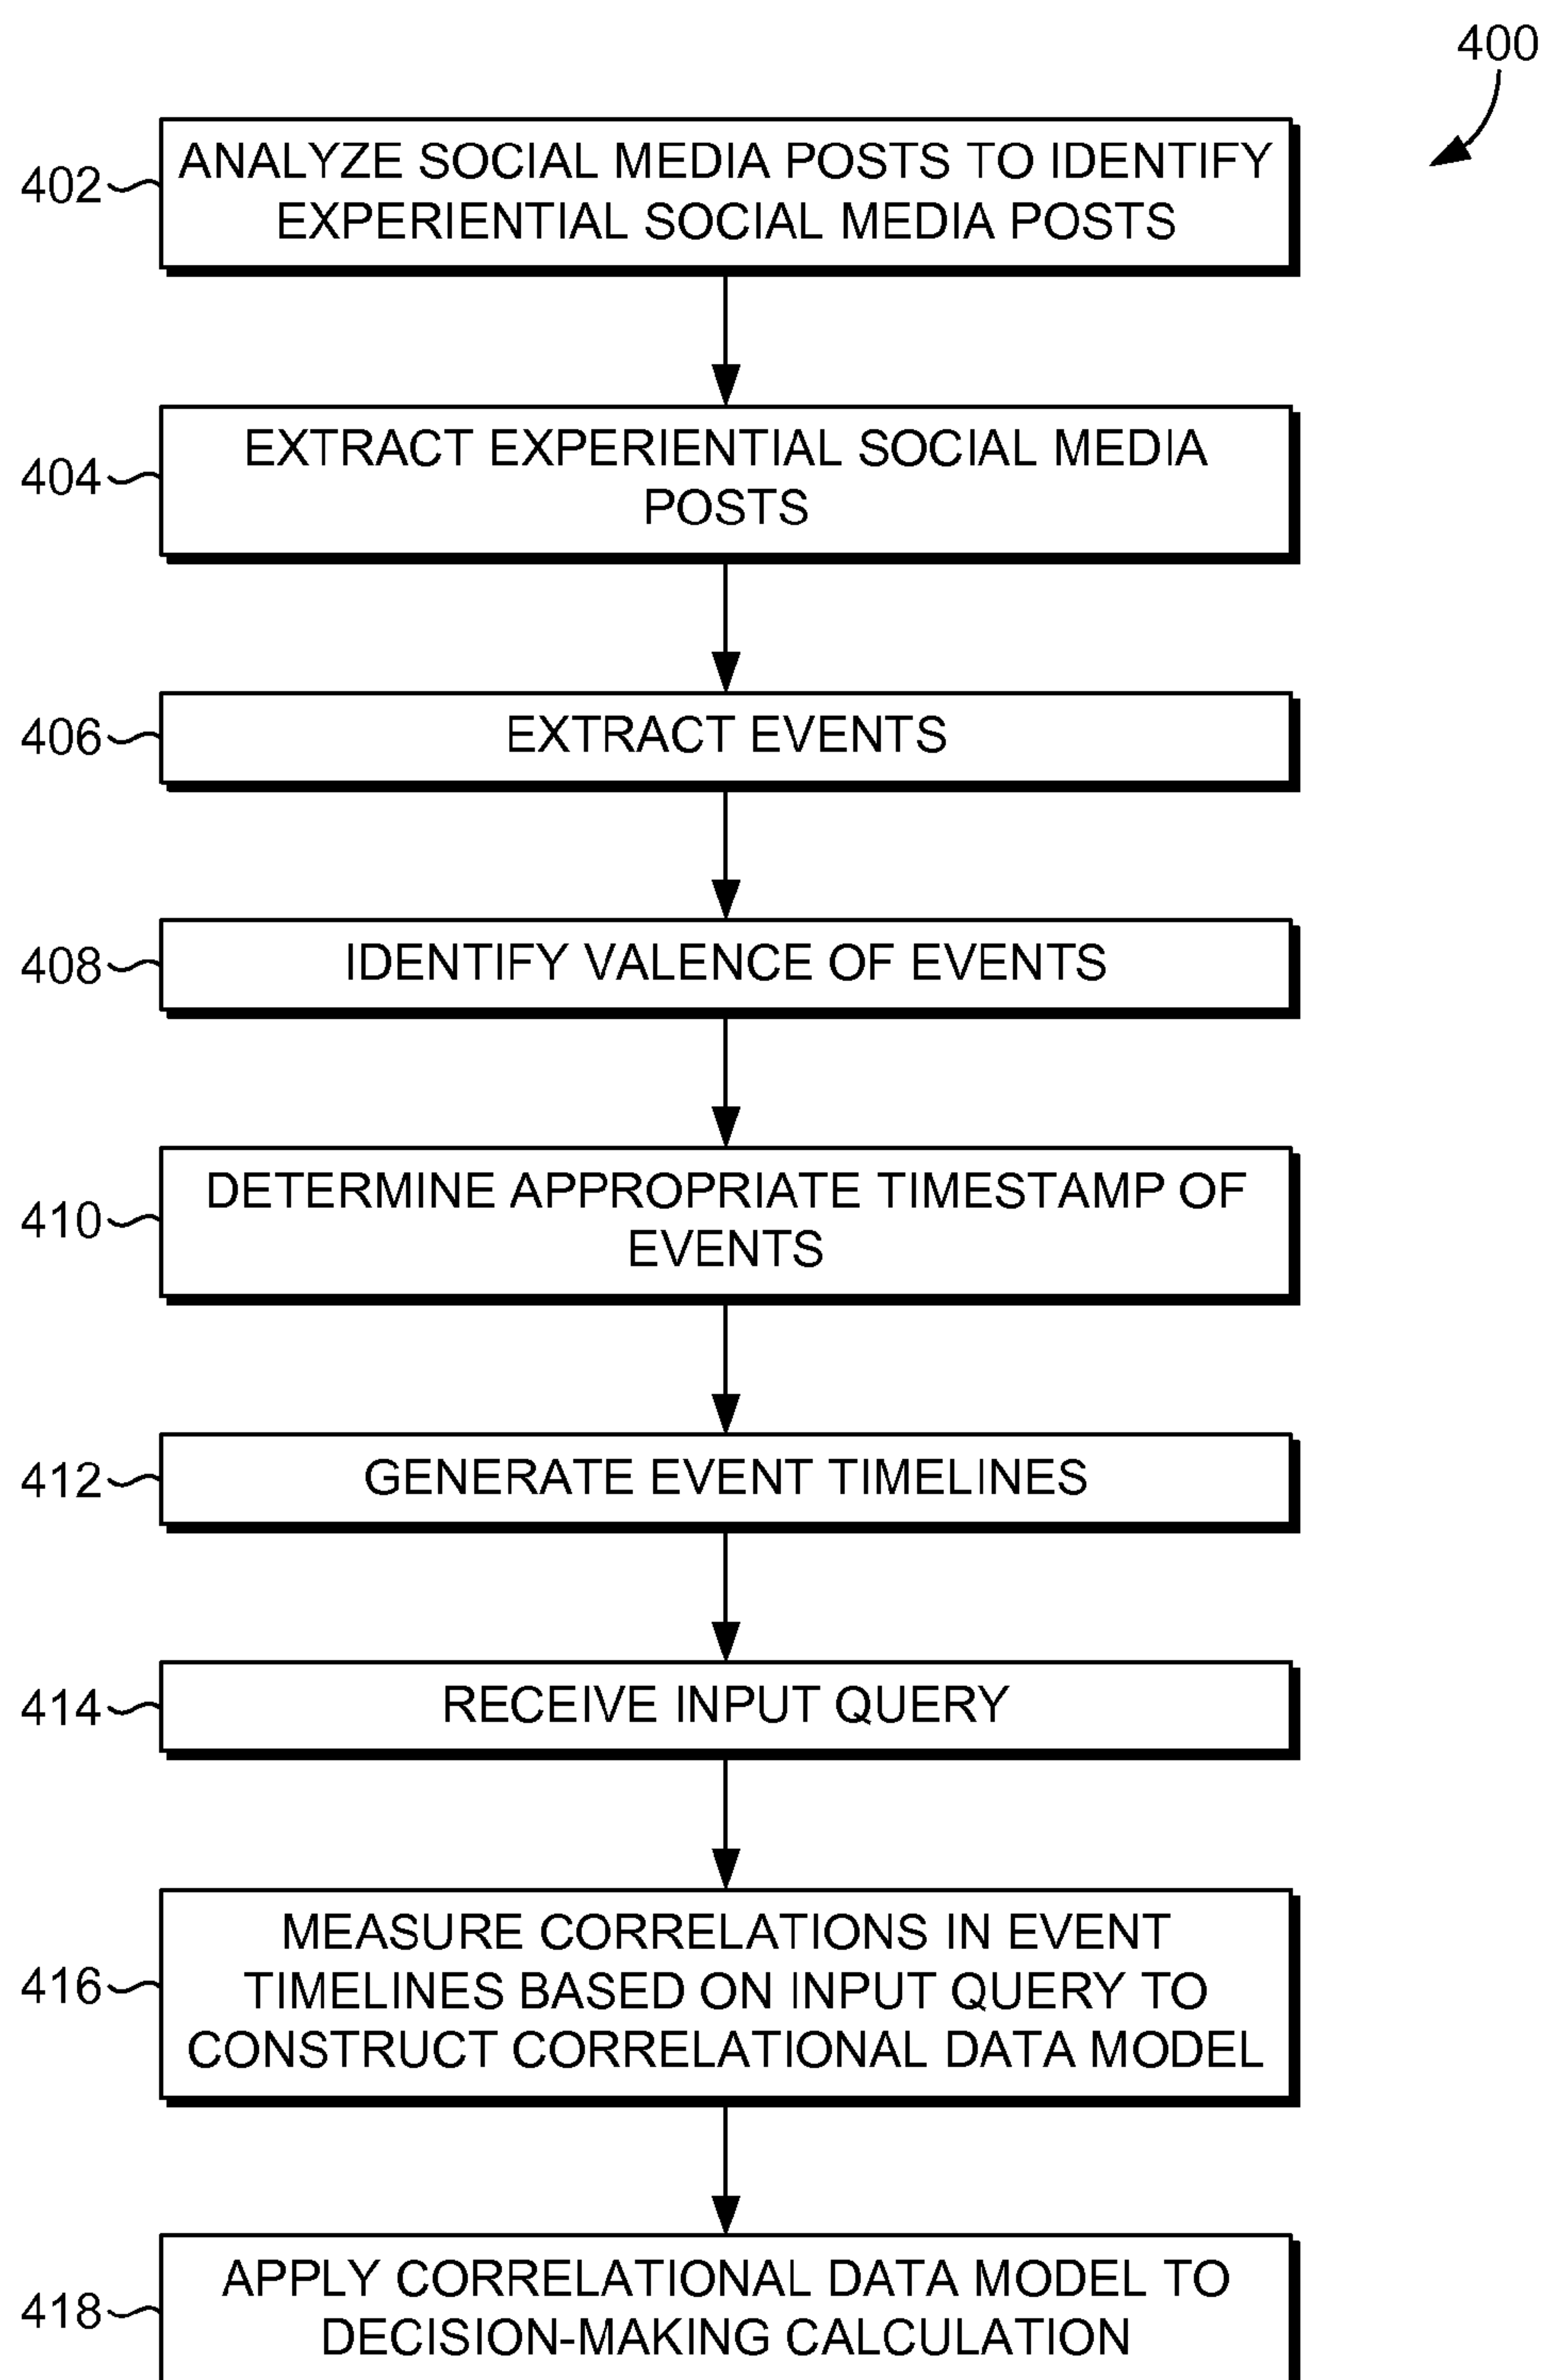 400
402
ANALYZE SOCIAL MEDIA POSTS TO IDENTIFY
EXPERIENTIAL SOCIAL MEDIA POSTS
404
EXTRACT EXPERIENTIAL SOCIAL MEDIA
POSTS
406
EXTRACT EVENTS
408
IDENTIFY VALENCE OF EVENTS
410
DETERMINE APPROPRIATE TIMESTAMP OF
EVENTS
412
GENERATE EVENT TIMELINES
414
RECEIVE INPUT QUERY
416
MEASURE CORRELATIONS IN EVENT
TIMELINES BASED ON INPUT QUERY TO
CONSTRUCT CORRELATIONAL DATA MODEL
418
APPLY CORRELATIONAL DATA MODEL TO
DECISION-MAKING CALCULATION